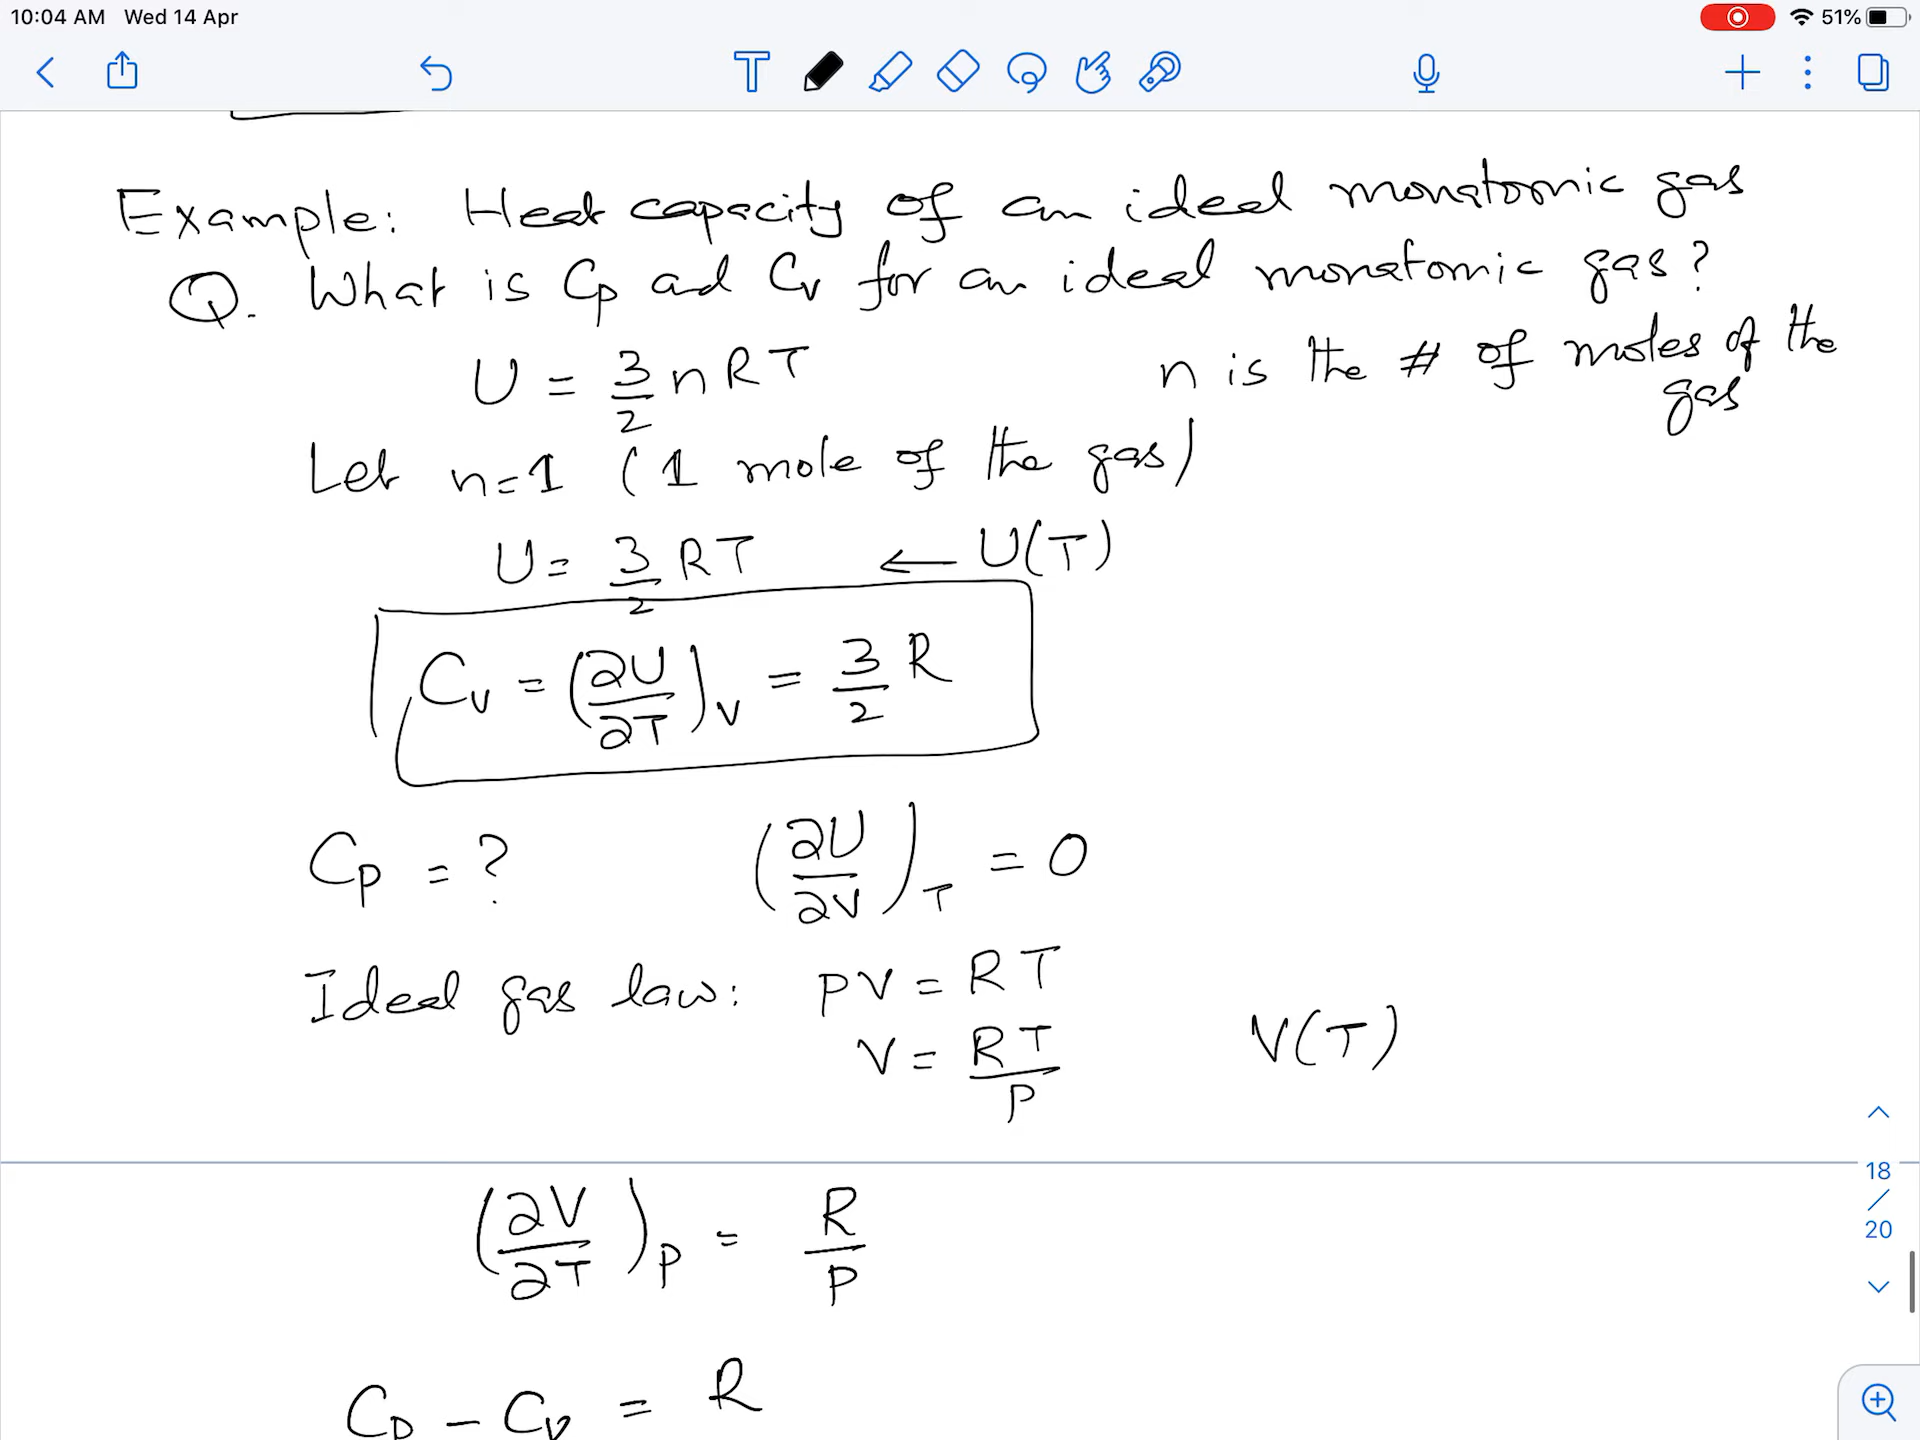 10:04 AM Wed 14 Apr
51%
T
Example: Heat capacity of an ideal monatomic gas
Q. What is Cp and Cv for an ideal monatomic gas?
U = 3/2 nRT n is the # of moles of the gas
Let n=1 (1 mole of the gas)
U = 3/2 RT ← U(T)
Cv = (∂U/∂T)v = 3/2 R
Cp = ? (∂U/∂V)T = 0
Ideal gas law: PV = RT
V = RT/P V(T)
18
/
20
(∂V/∂T)P = R/P
Cp - Cv = R